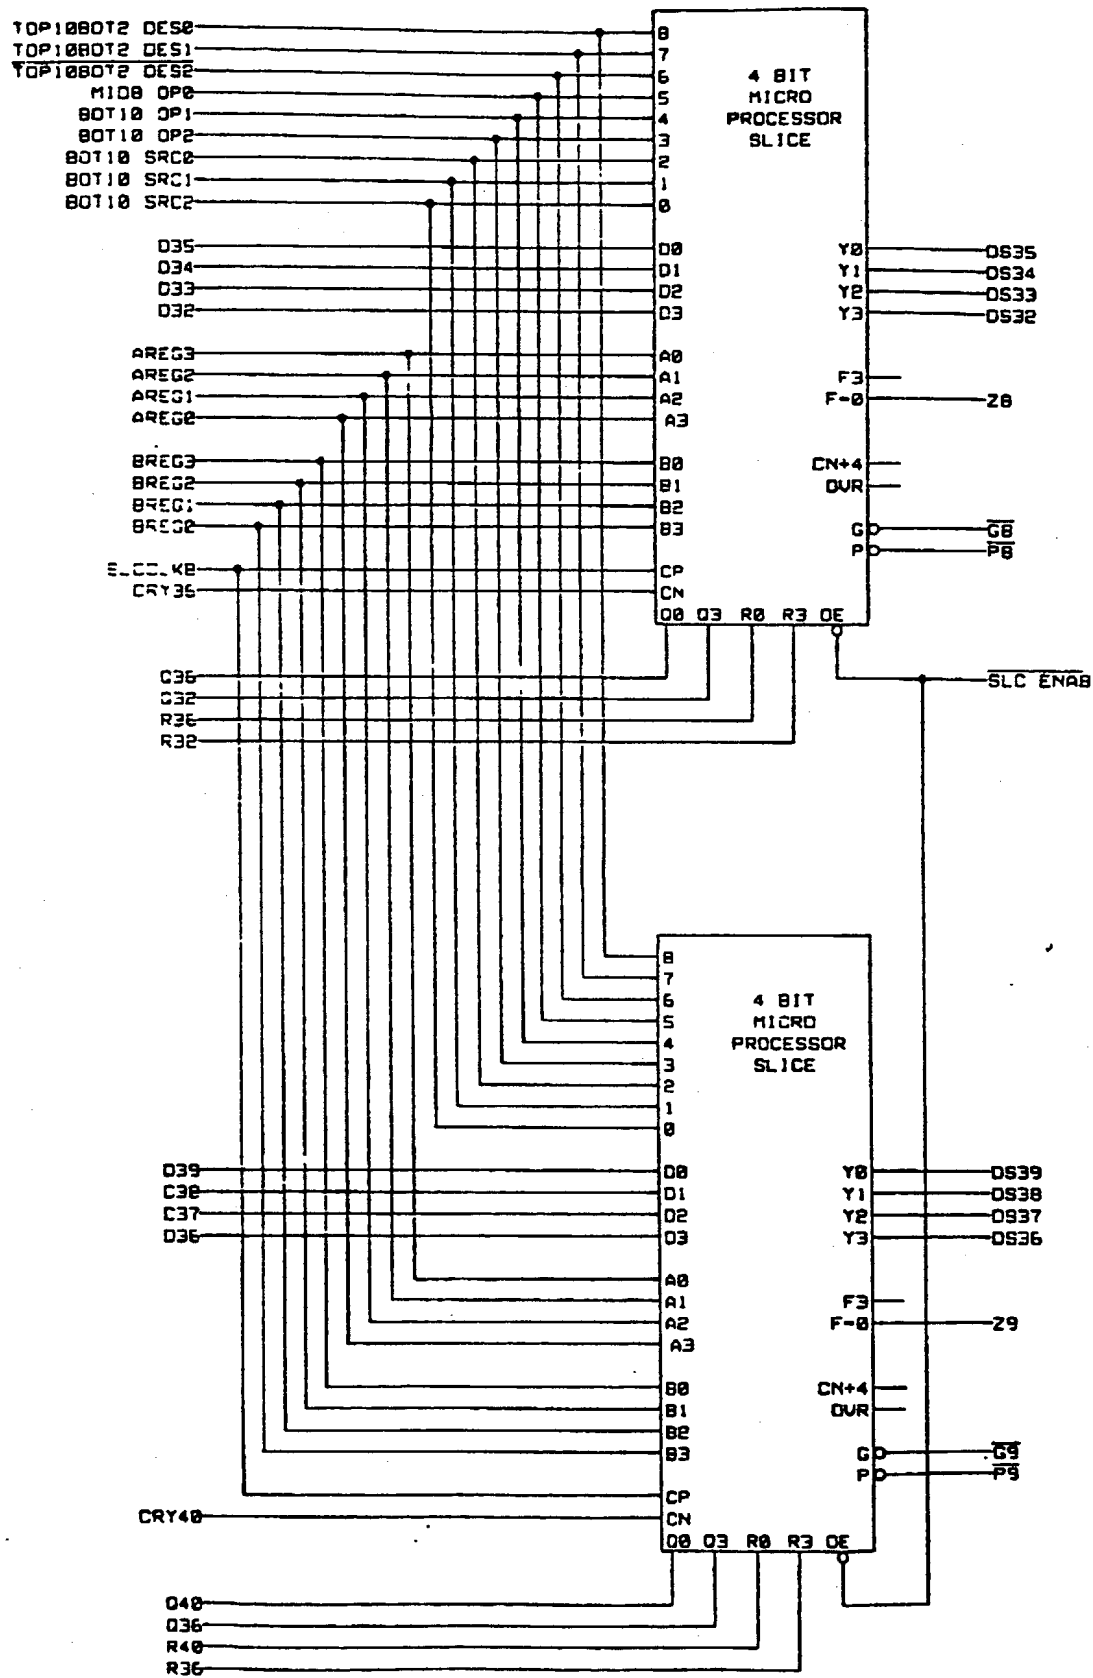 TOP10BOT2 DES0 8
TOP10BOT2 DES1 7
TOP10BOT2 DES2 6
MID8 OP0 5
BOT10 OP1 4
BOT10 OP2 3
BOT10 SRC0 2
BOT10 SRC1 1
BOT10 SRC2 0
4 BIT
MICRO
PROCESSOR
SLICE
D35 D0 Y0 DS35
D34 D1 Y1 DS34
D33 D2 Y2 DS33
D32 D3 Y3 DS32
AREG3 A0 F3
AREG2 A1
AREG1 A2 F=0 Z8
AREG0 A3
BREG3 B0 CN+4
BREG2 B1 OVR
BREG1 B2
BREG0 B3 G G8
P P8
CP
CRY36 CN
Q0 Q3 R0 R3 OE
Q36
Q32
R36
R32
SLC ENAB
8
7
6
5
4
3
2
1
0
4 BIT
MICRO
PROCESSOR
SLICE
D39 D0 Y0 DS39
D38 D1 Y1 DS38
D37 D2 Y2 DS37
D36 D3 Y3 DS36
A0
A1 F3
A2 F=0 Z9
A3
B0 CN+4
B1 OVR
B2
B3 G G9
P P9
CP
CRY40 CN
Q0 Q3 R0 R3 OE
Q40
Q36
R40
R36